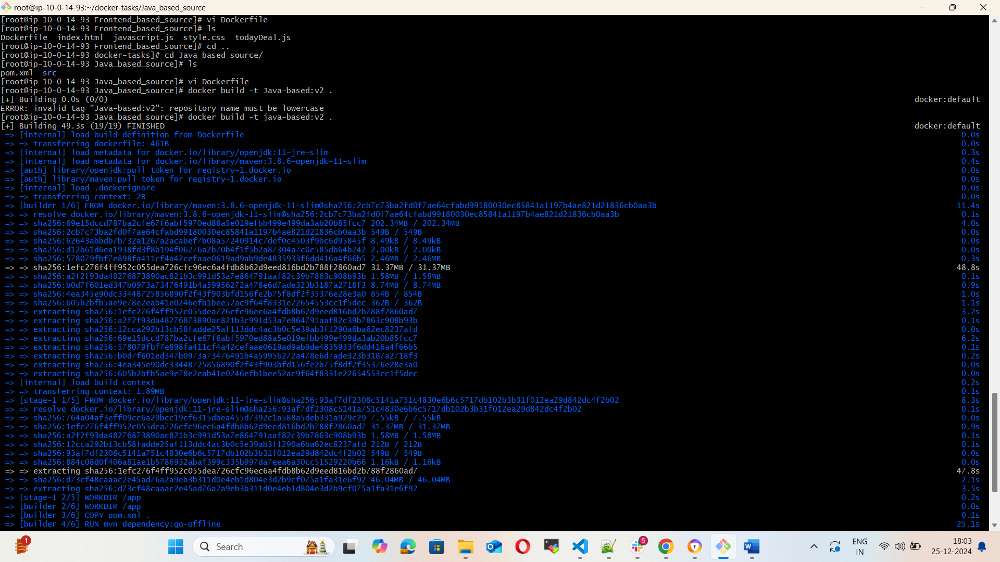 root@ip-10-0-14-93:~/docker-tasks/Java_based_source
[root@ip-10-0-14-93 Frontend_based_source]# vi Dockerfile
[root@ip-10-0-14-93 Frontend_based_source]# ls
Dockerfile  index.html  javascript.js  style.css  todayDeal.js
[root@ip-10-0-14-93 Frontend_based_source]# cd ..
[root@ip-10-0-14-93 docker-tasks]# cd Java_based_source/
[root@ip-10-0-14-93 Java_based_source]# ls
pom.xml  src
[root@ip-10-0-14-93 Java_based_source]# vi Dockerfile
[root@ip-10-0-14-93 Java_based_source]# docker build -t Java-based:v2 .
[+] Building 0.0s (0/0) docker:default
ERROR: invalid tag "Java-based:v2": repository name must be lowercase
[root@ip-10-0-14-93 Java_based_source]# docker build -t java-based:v2 .
[+] Building 49.3s (19/19) FINISHED docker:default
=> [internal] load build definition from Dockerfile 0.0s
=> => transferring dockerfile: 461B 0.0s
=> [internal] load metadata for docker.io/library/openjdk:11-jre-slim 0.3s
=> [internal] load metadata for docker.io/library/maven:3.8.6-openjdk-11-slim 0.4s
=> [auth] library/openjdk:pull token for registry-1.docker.io 0.0s
=> [auth] library/maven:pull token for registry-1.docker.io 0.0s
=> [internal] load .dockerignore 0.0s
=> => transferring context: 2B 0.0s
=> [builder 1/6] FROM docker.io/library/maven:3.8.6-openjdk-11-slim@sha256:2cb7c73ba2fd0f7ae64cfabd99180030ec85841a1197b4ae821d21836cb0aa3b 11.4s
=> => resolve docker.io/library/maven:3.8.6-openjdk-11-slim@sha256:2cb7c73ba2fd0f7ae64cfabd99180030ec85841a1197b4ae821d21836cb0aa3b 0.1s
=> => sha256:69e15dccd787ba2cfe67f6abf5970ed88a5e019efbb499e499da3ab20b85fcc7 202.34MB / 202.34MB 4.0s
=> => sha256:2cb7c73ba2fd0f7ae64cfabd99180030ec85841a1197b4ae821d21836cb0aa3b 549B / 549B 0.0s
=> => sha256:62643abbdb7b732a1267a2acabef7b08a57240914c7def0c4503f9bc6d95845f 8.49kB / 8.49kB 0.0s
=> => sha256:d12b61d6ea1938fd3f8b194f06276a2b70b4f1f5b2a87304a7c0c585db64b242 2.00kB / 2.00kB 0.0s
=> => sha256:578079fbf7e898fa411cf4a42cefaae0619ad9ab9de4835933f6dd416a4f66b5 2.46MB / 2.46MB 0.3s
=> => sha256:1efc276f4ff952c055dea726cfc96ec6a4fdb8b62d9eed816bd2b788f2860ad7 31.37MB / 31.37MB 48.8s
=> => sha256:a2f2f93da48276873890ac821b3c991d53a7e864791aaf82c39b7863c908b93b 1.58MB / 1.58MB 0.1s
=> => sha256:b0d7f601ed347b0973a73476491b4a59956272a478e6d7ade323b3187a2718f3 8.74MB / 8.74MB 0.9s
=> => sha256:4ea345e90dc33448725856890f2f43f903bfd156fe2b75f8df2f35376e28e3a0 854B / 854B 1.0s
=> => sha256:605b2bfb5ae9e78e2eab41e0246efb1bee52ac9f64f8331e22654553cc1f5dec 362B / 362B 1.1s
=> => extracting sha256:1efc276f4ff952c055dea726cfc96ec6a4fdb8b62d9eed816bd2b788f2860ad7 3.2s
=> => extracting sha256:a2f2f93da48276873890ac821b3c991d53a7e864791aaf82c39b7863c908b93b 0.1s
=> => extracting sha256:12cca292b13cb58fadde25af113ddc4ac3b0c5e39ab3f1290a6ba62ec8237afd 0.0s
=> => extracting sha256:69e15dccd787ba2cfe67f6abf5970ed88a5e019efbb499e499da3ab20b85fcc7 6.2s
=> => extracting sha256:578079fbf7e898fa411cf4a42cefaae0619ad9ab9de4835933f6dd416a4f66b5 0.1s
=> => extracting sha256:b0d7f601ed347b0973a73476491b4a59956272a478e6d7ade323b3187a2718f3 0.2s
=> => extracting sha256:4ea345e90dc33448725856890f2f43f903bfd156fe2b75f8df2f35376e28e3a0 0.0s
=> => extracting sha256:605b2bfb5ae9e78e2eab41e0246efb1bee52ac9f64f8331e22654553cc1f5dec 0.0s
=> [internal] load build context 0.2s
=> => transferring context: 1.89MB 0.1s
=> [stage-1 1/5] FROM docker.io/library/openjdk:11-jre-slim@sha256:93af7df2308c5141a751c4830e6b6c5717db102b3b31f012ea29d842dc4f2b02 8.3s
=> => resolve docker.io/library/openjdk:11-jre-slim@sha256:93af7df2308c5141a751c4830e6b6c5717db102b3b31f012ea29d842dc4f2b02 0.1s
=> => sha256:764a04af3eff09cc6a29bcc19cf6315dbea455d7392c1a588a5deb331a929c29 7.55kB / 7.55kB 0.0s
=> => sha256:1efc276f4ff952c055dea726cfc96ec6a4fdb8b62d9eed816bd2b788f2860ad7 31.37MB / 31.37MB 0.9s
=> => sha256:a2f2f93da48276873890ac821b3c991d53a7e864791aaf82c39b7863c908b93b 1.58MB / 1.58MB 0.1s
=> => sha256:12cca292b13cb58fadde25af113ddc4ac3b0c5e39ab3f1290a6ba62ec8237afd 212B / 212B 0.1s
=> => sha256:93af7df2308c5141a751c4830e6b6c5717db102b3b31f012ea29d842dc4f2b02 549B / 549B 0.0s
=> => sha256:884c08d0f406a81ae1b5786932abaf399c335b997da7eea6a30cc51529220b66 1.16kB / 1.16kB 0.0s
=> => extracting sha256:1efc276f4ff952c055dea726cfc96ec6a4fdb8b62d9eed816bd2b788f2860ad7 47.8s
=> => sha256:d73cf48caaac2e45ad76a2a9eb3b311d0e4eb1d804e3d2b9cf075a1fa31e6f92 46.04MB / 46.04MB 2.1s
=> => extracting sha256:d73cf48caaac2e45ad76a2a9eb3b311d0e4eb1d804e3d2b9cf075a1fa31e6f92 3.5s
=> [stage-1 2/5] WORKDIR /app 0.2s
=> [builder 2/6] WORKDIR /app 0.0s
=> [builder 3/6] COPY pom.xml . 0.1s
=> [builder 4/6] RUN mvn dependency:go-offline 25.1s
1
Search
5
W
ENG
IN
18:03
25-12-2024